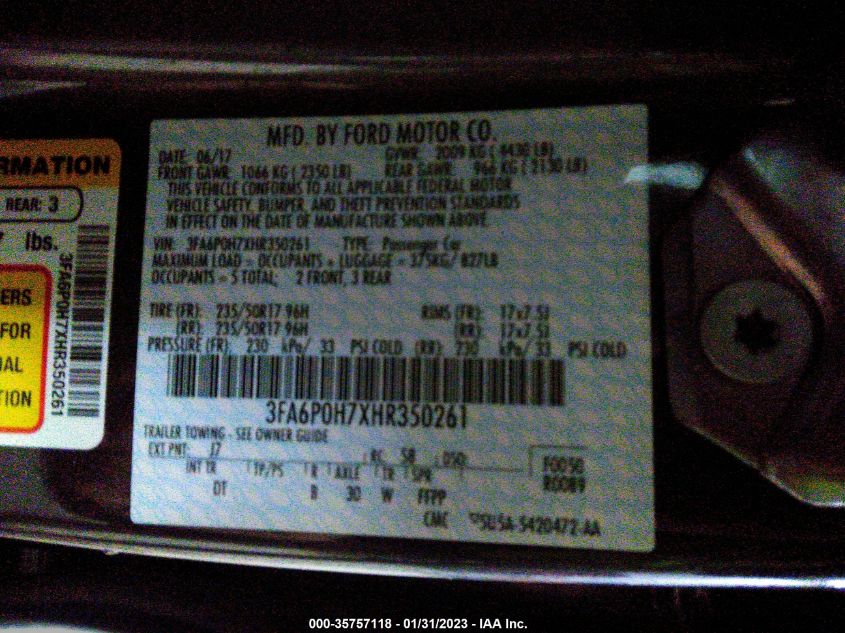 RMATION
REAR: 3
7 lbs.
ERS
FOR
IAL
TION
3FA6P0H7XHR350261
MFD. BY FORD MOTOR CO.
DATE: 06/17 GVWR: 2009 KG ( 4430 LB)
FRONT GAWR: 1066 KG ( 2350 LB) REAR GAWR: 966 KG ( 2130 LB)
THIS VEHICLE CONFORMS TO ALL APPLICABLE FEDERAL MOTOR
VEHICLE SAFETY, BUMPER, AND THEFT PREVENTION STANDARDS
IN EFFECT ON THE DATE OF MANUFACTURE SHOWN ABOVE
VIN: 3FA6P0H7XHR350261 TYPE: Passenger Car
MAXIMUM LOAD = OCCUPANTS + LUGGAGE = 375KG/ 827LB
OCCUPANTS = 5 TOTAL, 2 FRONT, 3 REAR
TIRE (FR): 235/50R17 96H RIMS (FR): 17x7.5J
(RR): 235/50R17 96H (RR): 17x7.5J
PRESSURE (FR): 230 kPa/ 33 PSI COLD (RR): 230 kPa/ 33 PSI COLD
3FA6P0H7XHR350261
TRAILER TOWING - SEE OWNER GUIDE
EXT PNT: J7 RC: 58 DSO:
INT TR TP/PS R AXLE TR SPR F0050
DT B 30 W FFPP R0089
CMC 5U5A-5420472-AA
000-35757118 - 01/31/2023 - IAA Inc.